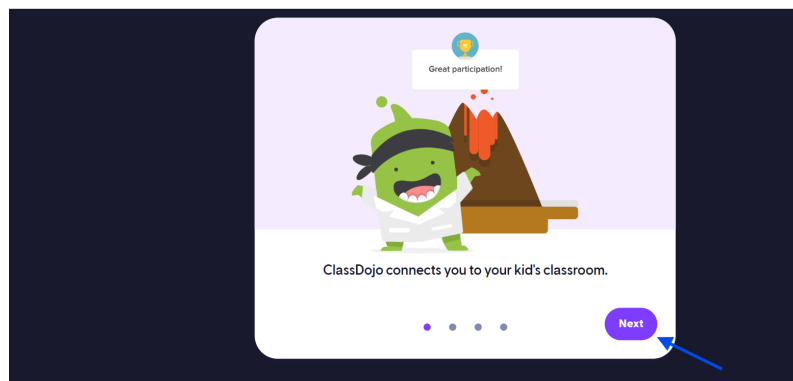 Great participation!
ClassDojo connects you to your kid's classroom.
Next